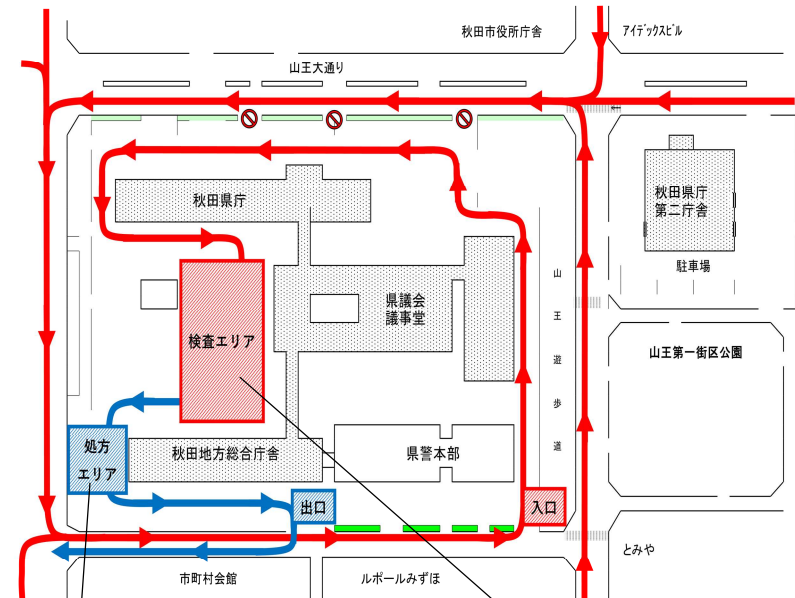 秋田市役所庁舎
アイデックスビル
山王大通り
秋田県庁
秋田県庁
第二庁舎
駐車場
県議会
議事堂
山王遊歩道
検査エリア
山王第一街区公園
処方
エリア
秋田地方総合庁舎
県警本部
出口
入口
とみや
市町村会館
ルポールみずほ